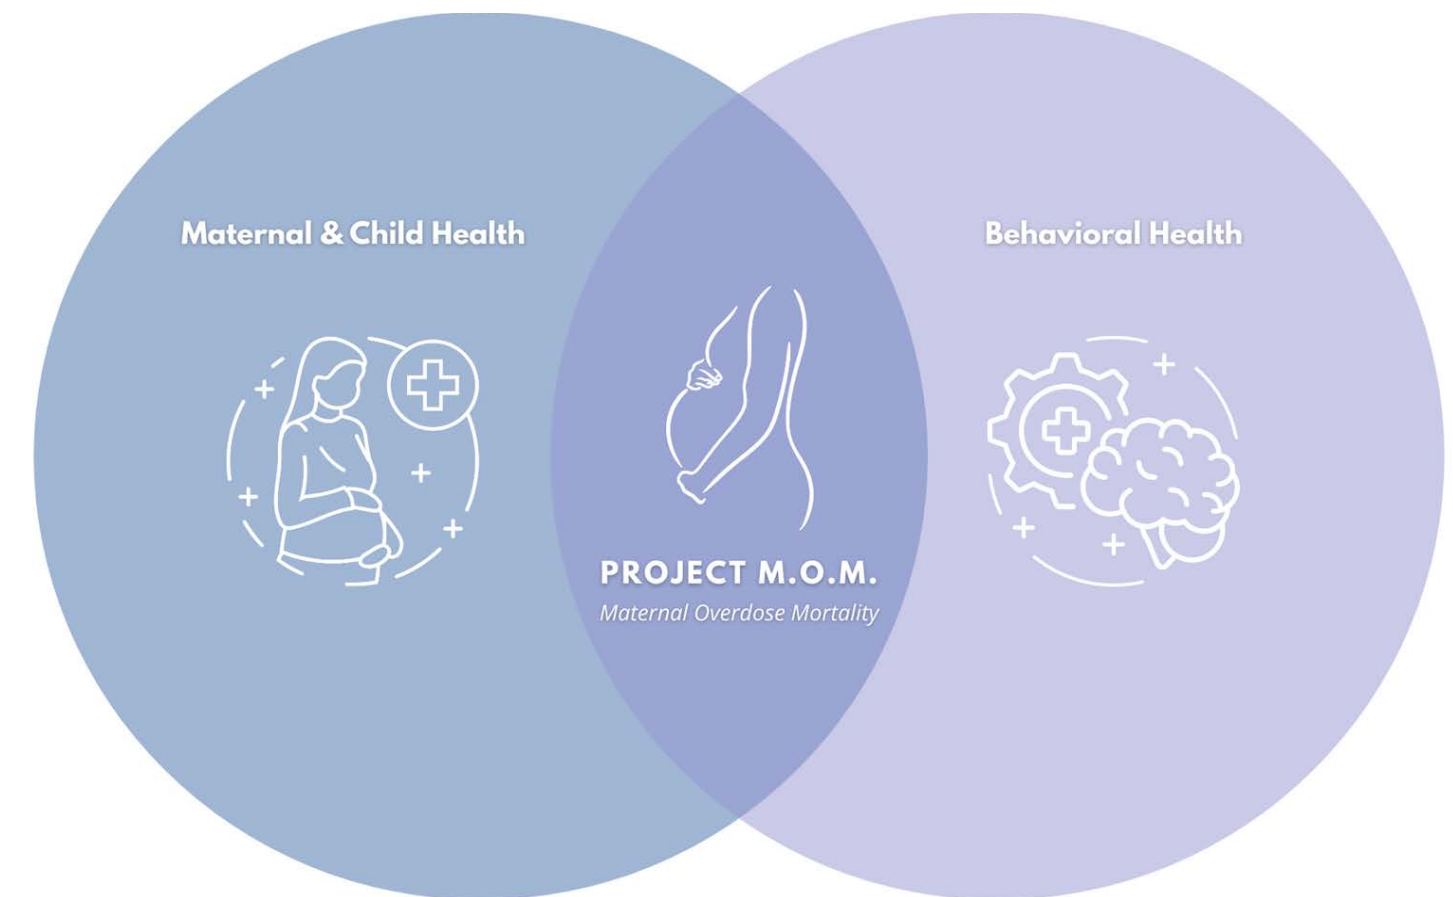 Maternal & Child Health
Behavioral Health
PROJECT M.O.M.
Maternal Overdose Mortality